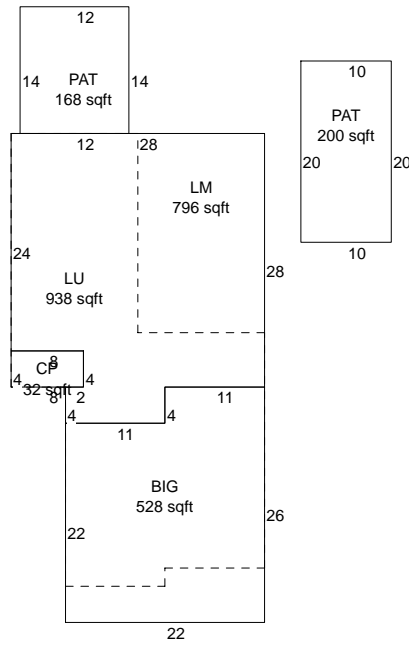 12
14
PAT
14
168 sqft
10
PAT
200 sqft
20
20
10
12
28
LM
796 sqft
24
LU
938 sqft
28
8
CP
4
32 sqft
4
8
2
4
11
4
11
BIG
528 sqft
22
26
22